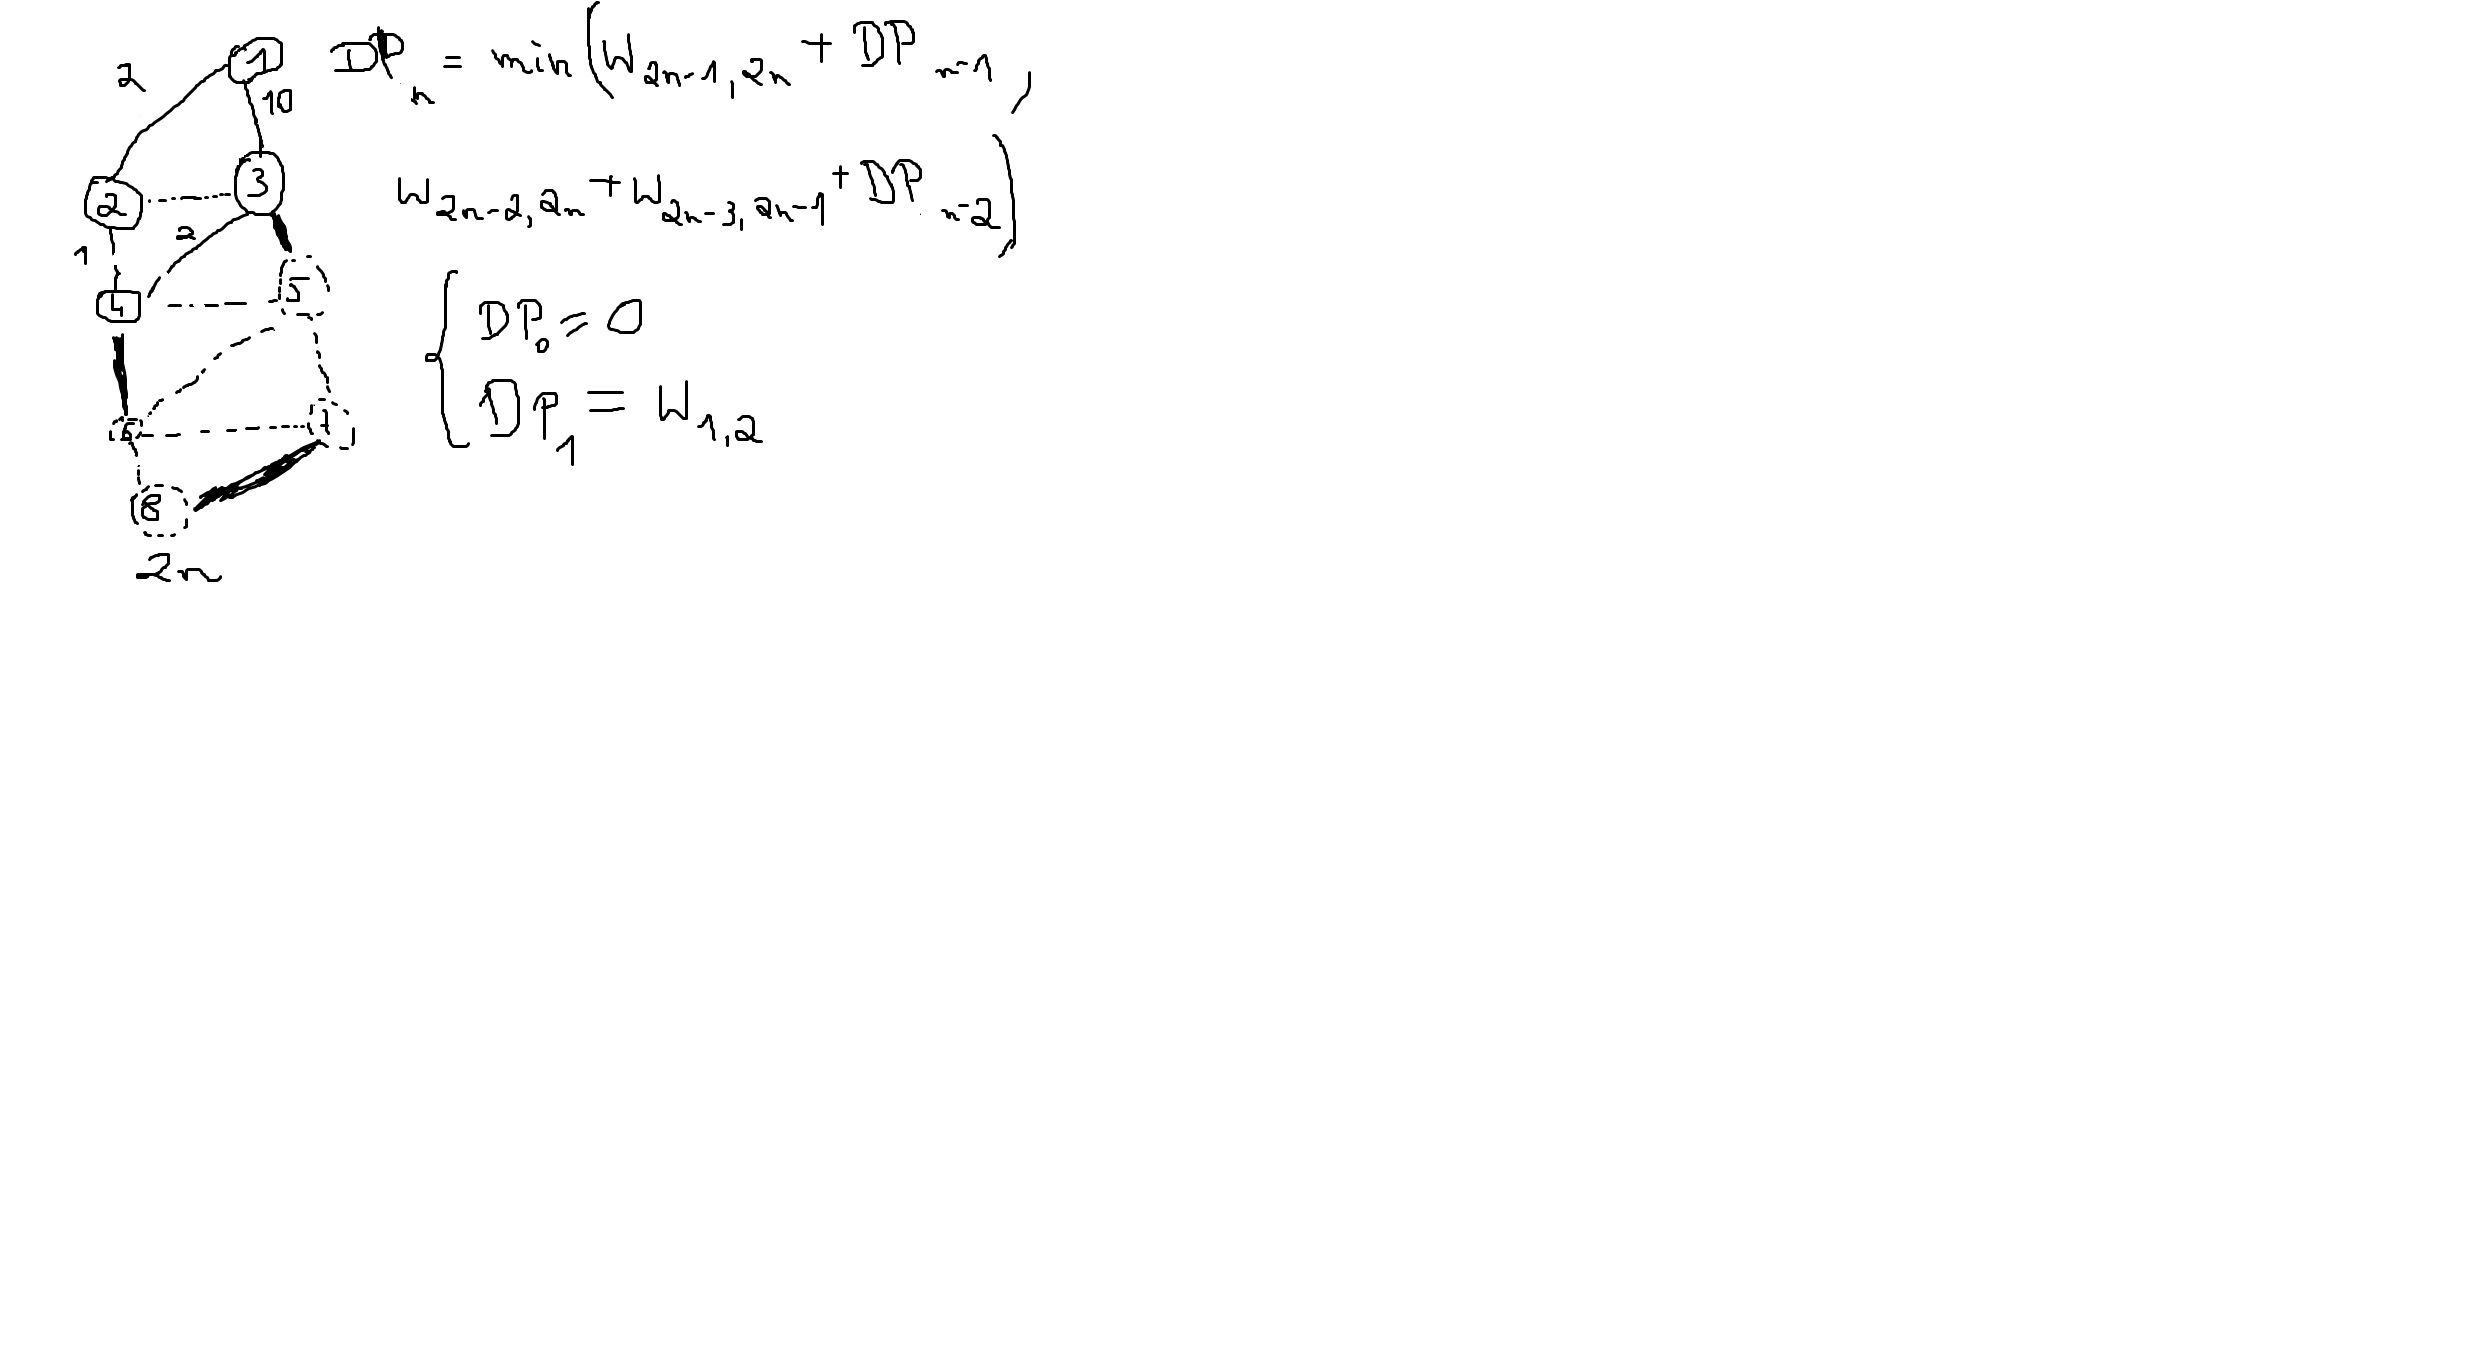 2
1
10
DP_n = min(W_{2n-1,2n} + DP_{n-1},
2
3
W_{2n-2,2n} + W_{2n-3,2n-1} + DP_{n-2})
1
2
4
5
{ DP_0 = 0
DP_1 = W_{1,2}
6
7
8
2n